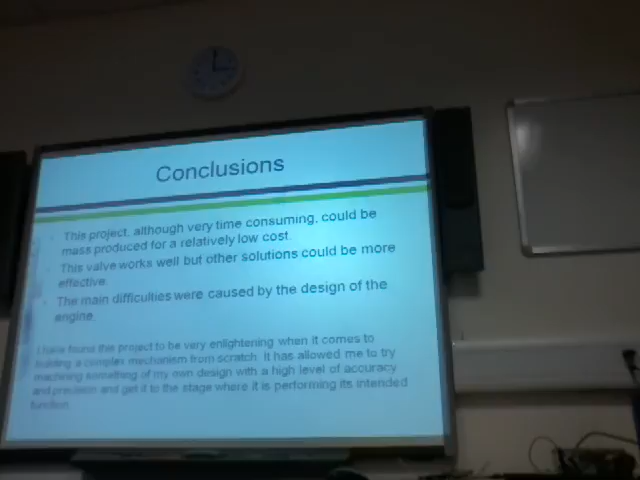 Conclusions
This project, although very time consuming, could be
mass produced for a relatively low cost.
This valve works well but other solutions could be more
effective.
The main difficulties were caused by the design of the
engine.
I have found this project to be very enlightening when it comes to
building a complex mechanism from scratch. It has allowed me to try
machining something of my own design with a high level of accuracy
and precision and get it to the stage where it is performing its intended
function.